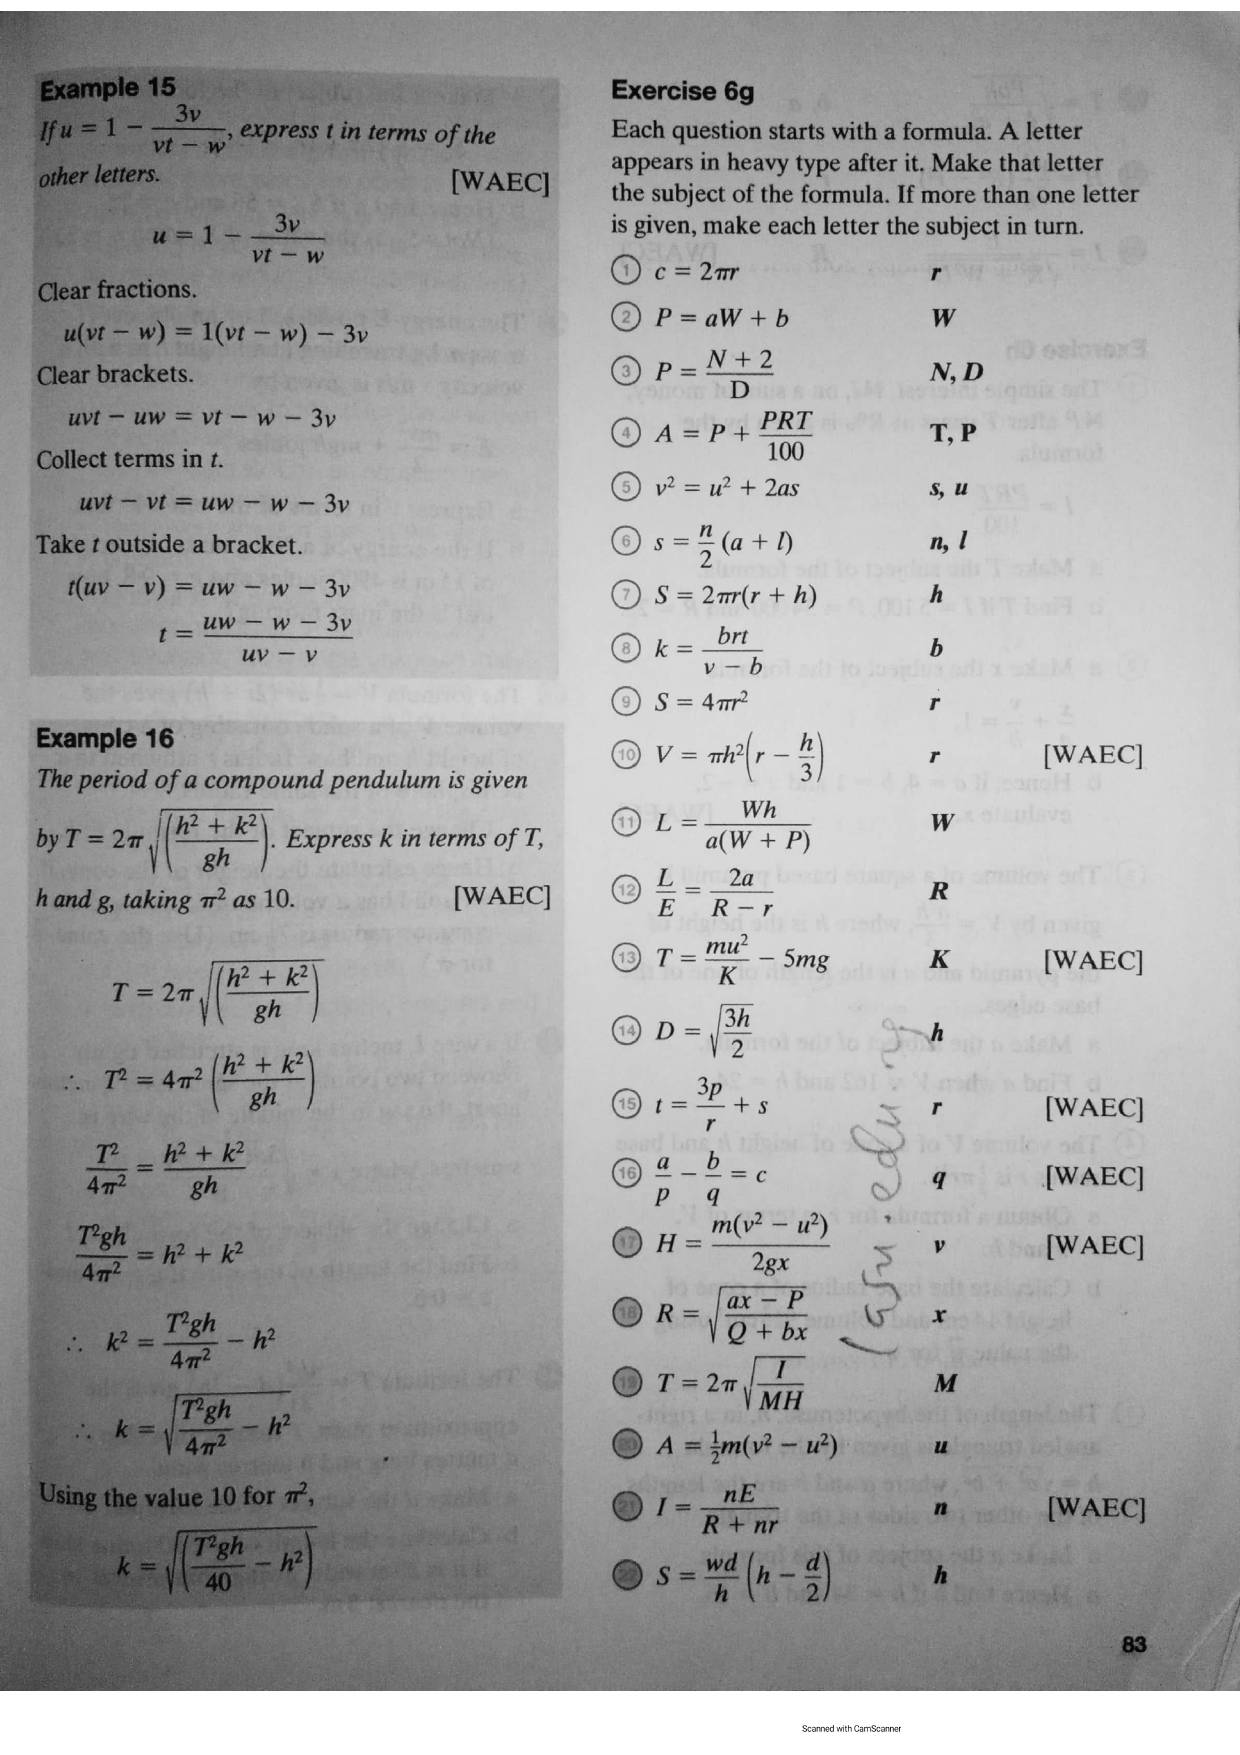 Example 15
If u = 1 − 3v/(vt − w), express t in terms of the
other letters. [WAEC]
u = 1 − 3v/(vt − w)
Clear fractions.
u(vt − w) = 1(vt − w) − 3v
Clear brackets.
uvt − uw = vt − w − 3v
Collect terms in t.
uvt − vt = uw − w − 3v
Take t outside a bracket.
t(uv − v) = uw − w − 3v
t = (uw − w − 3v)/(uv − v)
Example 16
The period of a compound pendulum is given
by T = 2π√((h² + k²)/gh). Express k in terms of T,
h and g, taking π² as 10. [WAEC]
T = 2π√((h² + k²)/gh)
∴ T² = 4π²((h² + k²)/gh)
T²/4π² = (h² + k²)/gh
T²gh/4π² = h² + k²
∴ k² = T²gh/4π² − h²
∴ k = √(T²gh/4π² − h²)
Using the value 10 for π²,
k = √(T²gh/40 − h²)
Exercise 6g
Each question starts with a formula. A letter
appears in heavy type after it. Make that letter
the subject of the formula. If more than one letter
is given, make each letter the subject in turn.
① c = 2πr r
② P = aW + b W
③ P = (N + 2)/D N, D
④ A = P + PRT/100 T, P
⑤ v² = u² + 2as s, u
⑥ s = n/2 (a + l) n, l
⑦ S = 2πr(r + h) h
⑧ k = brt/(v − b) b
⑨ S = 4πr² r
⑩ V = πh²(r − h/3) r [WAEC]
⑪ L = Wh/a(W + P) W
⑫ L/E = 2a/(R − r) R
⑬ T = mu²/K − 5mg K [WAEC]
⑭ D = √(3h/2) h
⑮ t = 3p/r + s r [WAEC]
⑯ a/p − b/q = c q [WAEC]
⑰ H = m(v² − u²)/2gx v [WAEC]
⑱ R = √((ax − P)/(Q + bx)) x
⑲ T = 2π√(I/MH) M
⑳ A = ½m(v² − u²) u
㉑ I = nE/(R + nr) n [WAEC]
㉒ S = wd/h (h − d/2) h
83
Scanned with CamScanner